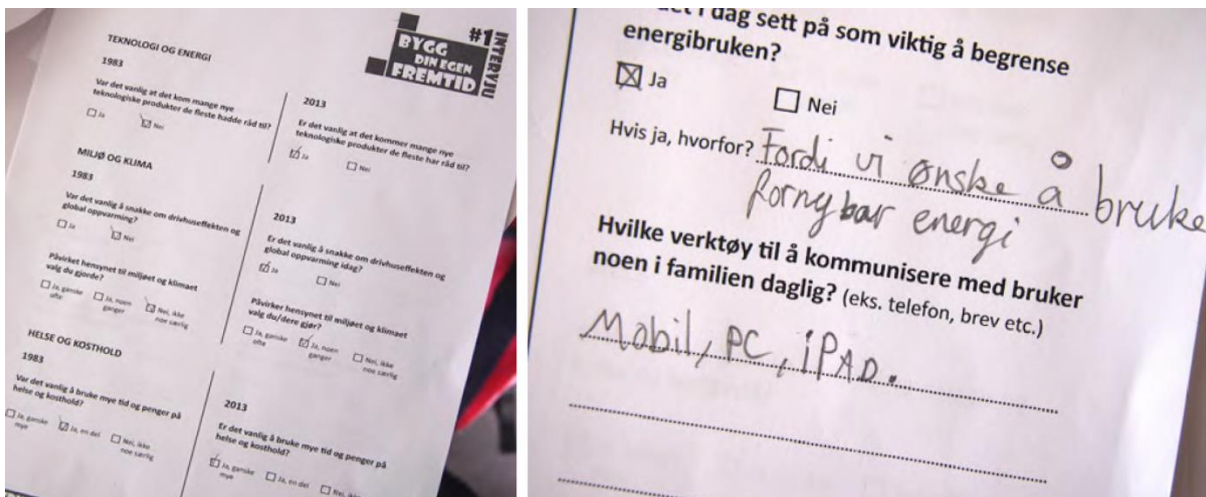 #1
INTERVJU
BYGG
DIN EGEN
FREMTID
TEKNOLOGI OG ENERGI
1983
Var det vanlig at det kom mange nye
teknologiske produkter de fleste hadde råd til?
Ja Nei
2013
Er det vanlig at det kommer mange nye
teknologiske produkter de fleste har råd til?
Ja Nei
MILJØ OG KLIMA
1983
Var det vanlig å snakke om drivhuseffekten og
global oppvarming?
Ja Nei
Påvirket hensynet til miljøet og klimaet
valg du gjorde?
Ja, ganske Ja, noen Nei, ikke
ofte ganger noe særlig
2013
Er det vanlig å snakke om drivhuseffekten og
global oppvarming idag?
Ja Nei
Påvirker hensynet til miljøet og klimaet
valg du/dere gjør?
Ja, ganske Ja, noen Nei, ikke
ofte ganger noe særlig
HELSE OG KOSTHOLD
1983
Var det vanlig å bruke mye tid og penger på
helse og kosthold?
Ja, ganske Ja, en del Nei, ikke
mye noe særlig
2013
Er det vanlig å bruke mye tid og penger på
helse og kosthold?
Ja, ganske Ja, en del Nei, ikke
mye
i dag sett på som viktig å begrense
energibruken?
Ja Nei
Hvis ja, hvorfor? Fordi vi ønske å bruke
fornybar energi
Hvilke verktøy til å kommunisere med bruker
noen i familien daglig? (eks. telefon, brev etc.)
Mobil, PC, iPAD.